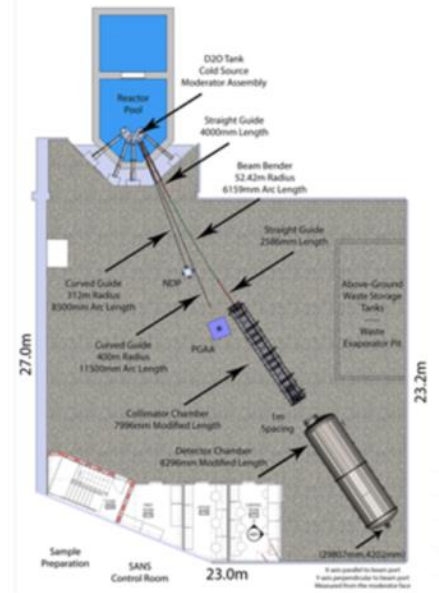 D2O Tank
Cold Source
Moderator Assembly
Reactor
Pool
Straight Guide
4000mm Length
Beam Bender
52.42m Radius
6159mm Arc Length
Straight Guide
2586mm Length
Curved Guide
312m Radius
8500mm Arc Length
NDP
Above-Ground
Waste Storage
Tanks
Waste
Evaporator Pit
PGAA
Curved Guide
400m Radius
11500mm Arc Length
27.0m
23.2m
Collimator Chamber
7996mm Modified Length
1m
Spacing
Detector Chamber
8296mm Modified Length
(29807mm,4202mm)
X axis parallel to beam port
Y axis perpendicular to beam port
Measured from the moderator face
Sample
Preparation
SANS
Control Room
23.0m